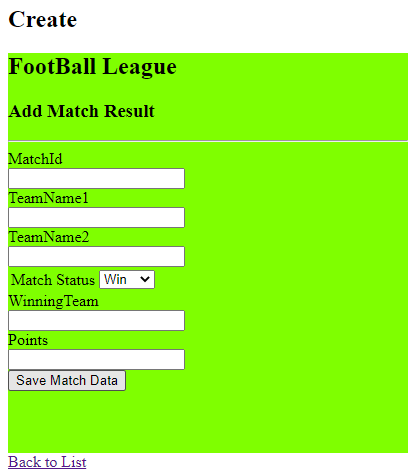 Create
FootBall League
Add Match Result
MatchId
TeamName1
TeamName2
Match Status Win
WinningTeam
Points
Save Match Data
Back to List